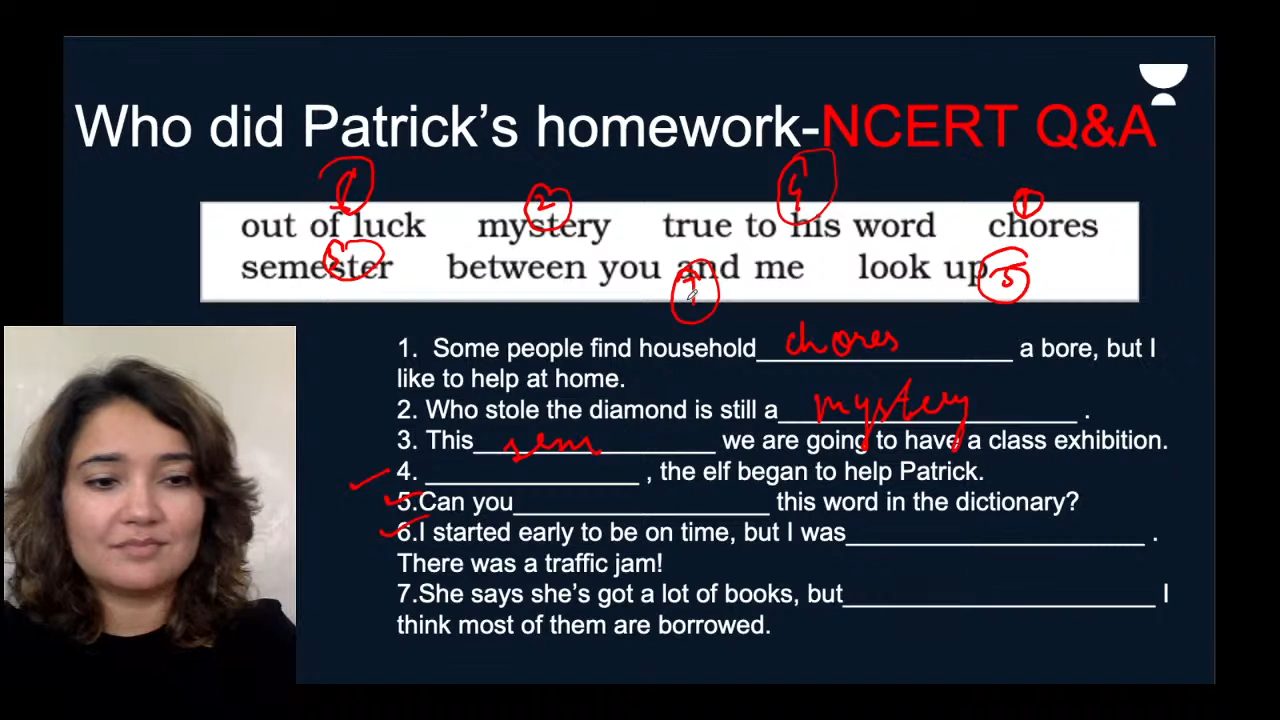 Who did Patrick's homework-NCERT Q&A
out of luck mystery true to his word chores
semester between you and me look up
1. Some people find household chores a bore, but I
like to help at home.
2. Who stole the diamond is still a mystery .
3. This sem we are going to have a class exhibition.
4. ________________ , the elf began to help Patrick.
5.Can you____________________ this word in the dictionary?
6.I started early to be on time, but I was_______________________ .
There was a traffic jam!
7.She says she's got a lot of books, but________________________ I
think most of them are borrowed.